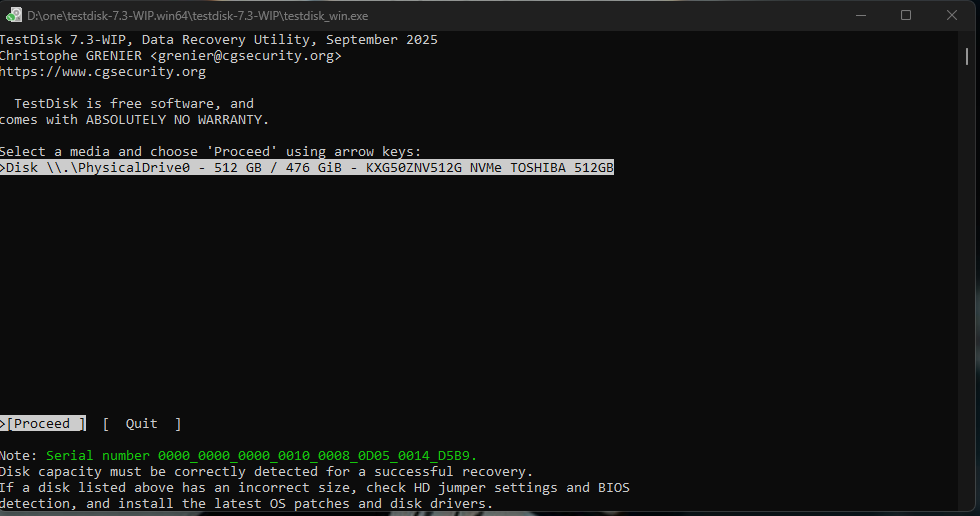 D:\one\testdisk-7.3-WIP.win64\testdisk-7.3-WIP\testdisk_win.exe
TestDisk 7.3-WIP, Data Recovery Utility, September 2025
Christophe GRENIER <grenier@cgsecurity.org>
https://www.cgsecurity.org
TestDisk is free software, and
comes with ABSOLUTELY NO WARRANTY.
Select a media and choose 'Proceed' using arrow keys:
>Disk \\.\PhysicalDrive0 - 512 GB / 476 GiB - KXG50ZNV512G NVMe TOSHIBA 512GB
>[Proceed ]  [  Quit  ]
Note: Serial number 0000_0000_0000_0010_0008_0D05_0014_D5B9.
Disk capacity must be correctly detected for a successful recovery.
If a disk listed above has an incorrect size, check HD jumper settings and BIOS
detection, and install the latest OS patches and disk drivers.